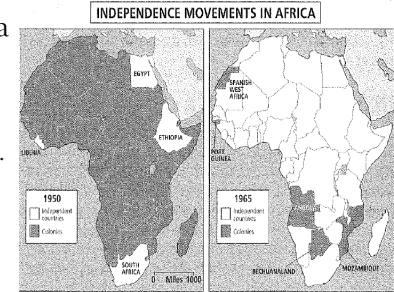 a
INDEPENDENCE MOVEMENTS IN AFRICA
EGYPT
ETHIOPIA
LIBERIA
.
1950
Independent
countries
Colonies
SOUTH
AFRICA
0 Miles 1000
SPANISH
WEST
AFRICA
PORT.
GUINEA
1965
Independent
countries
Colonies
BECHUANALAND
MOZAMBIQUE